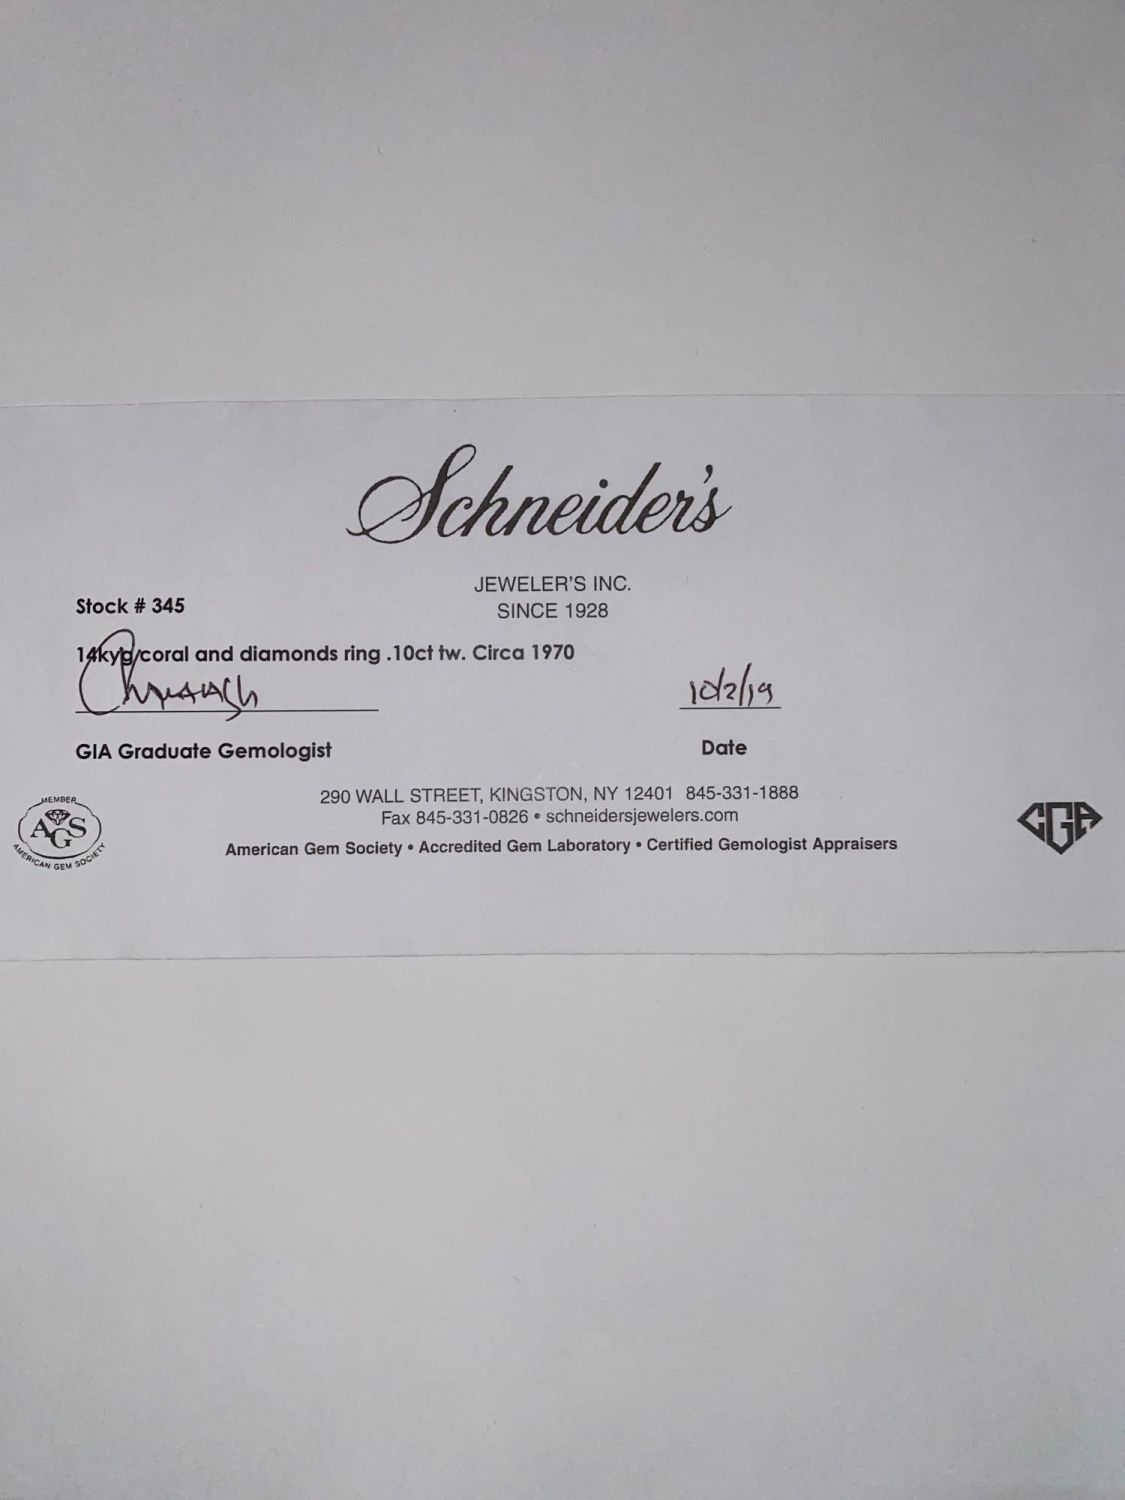 Schneider's
JEWELER'S INC.
SINCE 1928
Stock # 345
14kyg/coral and diamonds ring .10ct tw. Circa 1970
10/2/19
GIA Graduate Gemologist
Date
290 WALL STREET, KINGSTON, NY 12401 845-331-1888
Fax 845-331-0826 • schneidersjewelers.com
American Gem Society • Accredited Gem Laboratory • Certified Gemologist Appraisers
MEMBER
AGS
AMERICAN GEM SOCIETY
CGA